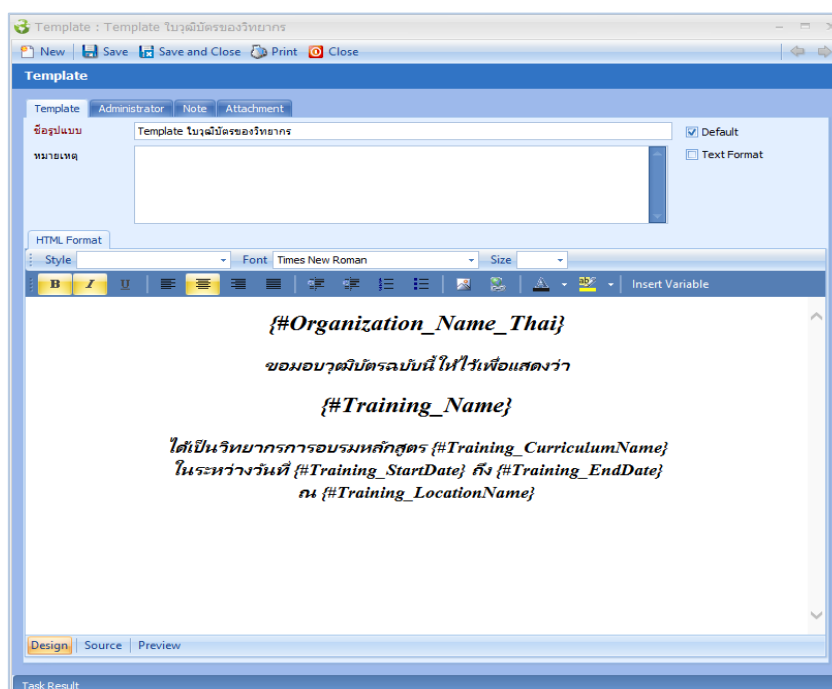 Template : Template ใบวุฒิบัตรของวิทยากร
New Save Save and Close Print Close
Template
Template Administrator Note Attachment
ชื่อรูปแบบ Template ใบวุฒิบัตรของวิทยากร Default
หมายเหตุ Text Format
HTML Format
Style Font Times New Roman Size
B I U A ab Insert Variable
{#Organization_Name_Thai}
ขอมอบวุฒิบัตรฉบับนี้ ให้ไว้เพื่อแสดงว่า
{#Training_Name}
ได้เป็นวิทยากรการอบรมหลักสูตร {#Training_CurriculumName}
ในระหว่างวันที่ {#Training_StartDate} ถึง {#Training_EndDate}
ณ {#Training_LocationName}
Design Source Preview
Task Result